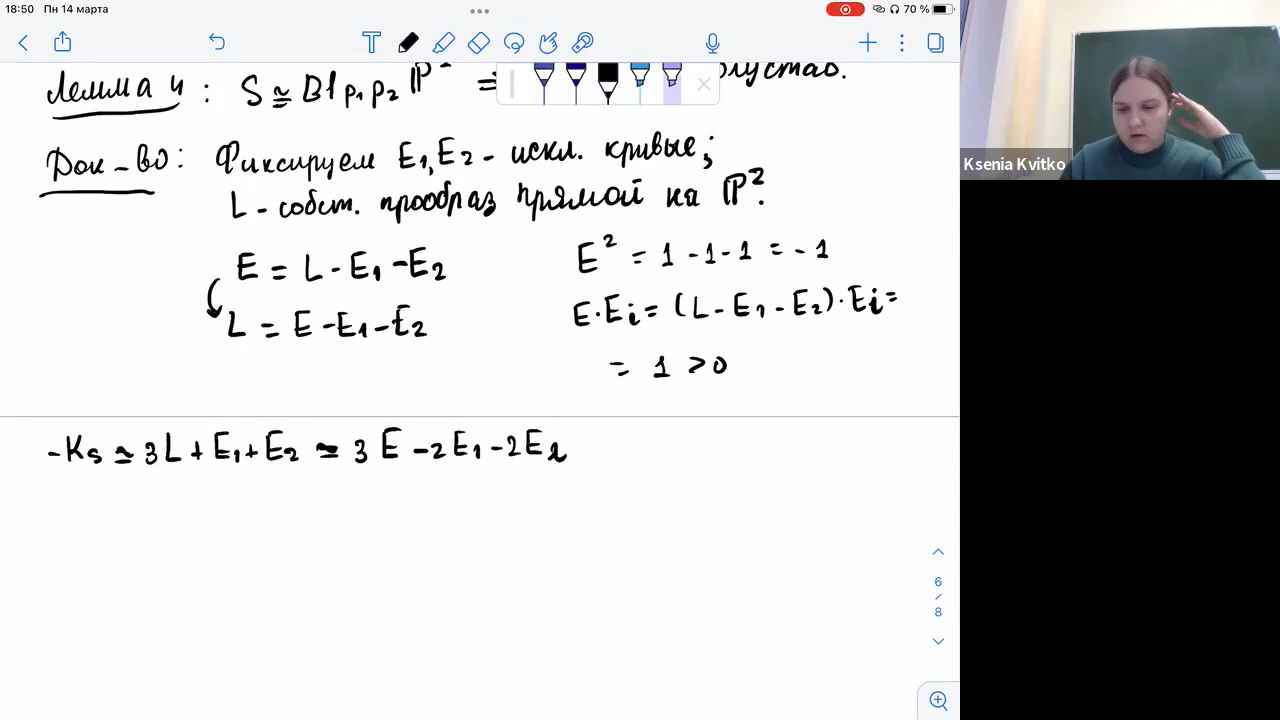 18:50 Пн 14 марта
70 %
Лемма 4 : S ≅ Bl p₁ p₂ ℙ² ⇒
Док-во: Фиксируем E₁, E₂ - искл. кривые;
L - собст. прообраз прямой на ℙ².
E = L - E₁ - E₂
L = E - E₁ - E₂
E² = 1 - 1 - 1 = - 1
E · Eᵢ = (L - E₁ - E₂) · Eᵢ =
= 1 > 0
-Kₛ ≃ 3L + E₁ + E₂ ≃ 3E - 2E₁ - 2E₂
6
/
8
Ksenia Kvitko